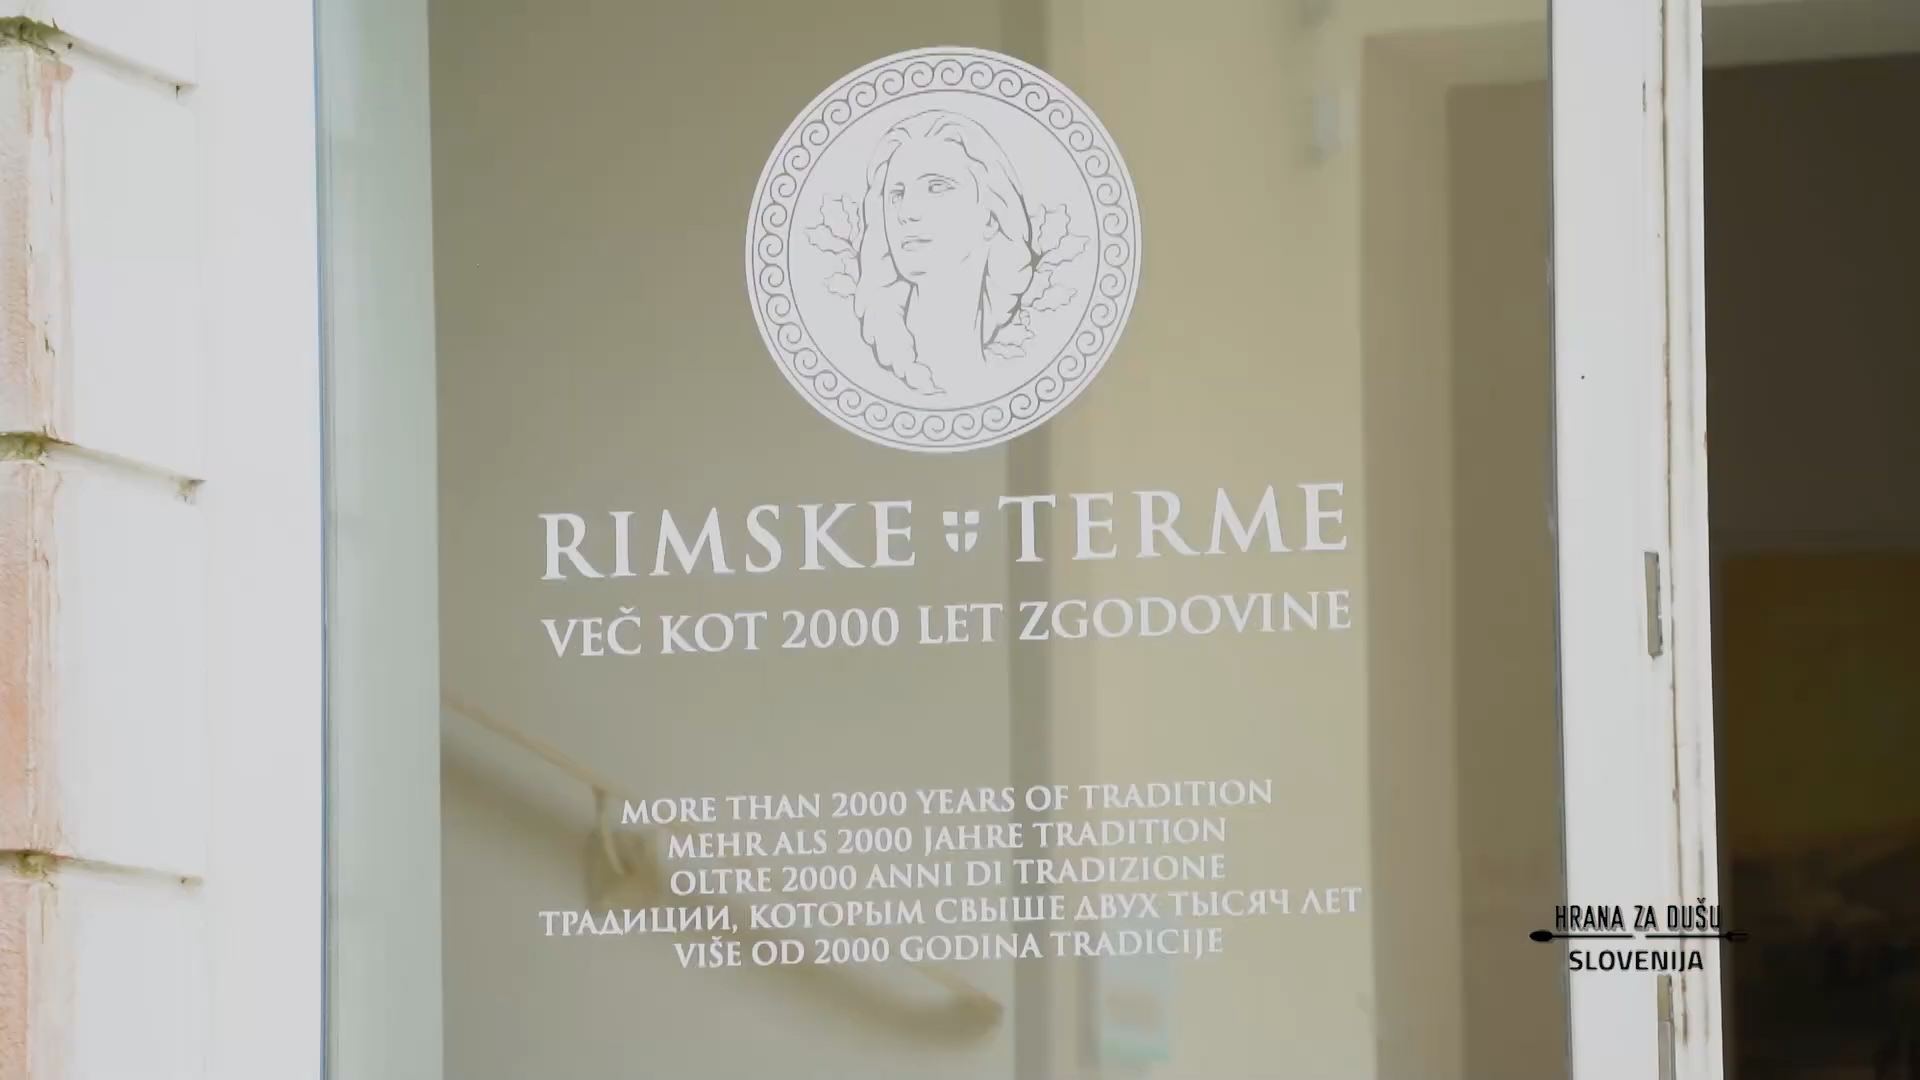 RIMSKE TERME
VEČ KOT 2000 LET ZGODOVINE
MORE THAN 2000 YEARS OF TRADITION
MEHR ALS 2000 JAHRE TRADITION
OLTRE 2000 ANNI DI TRADIZIONE
ТРАДИЦИИ, КОТОРЫМ СВЫШЕ ДВУХ ТЫСЯЧ ЛЕТ
VIŠE OD 2000 GODINA TRADICIJE
HRANA ZA DUŠU
SLOVENIJA